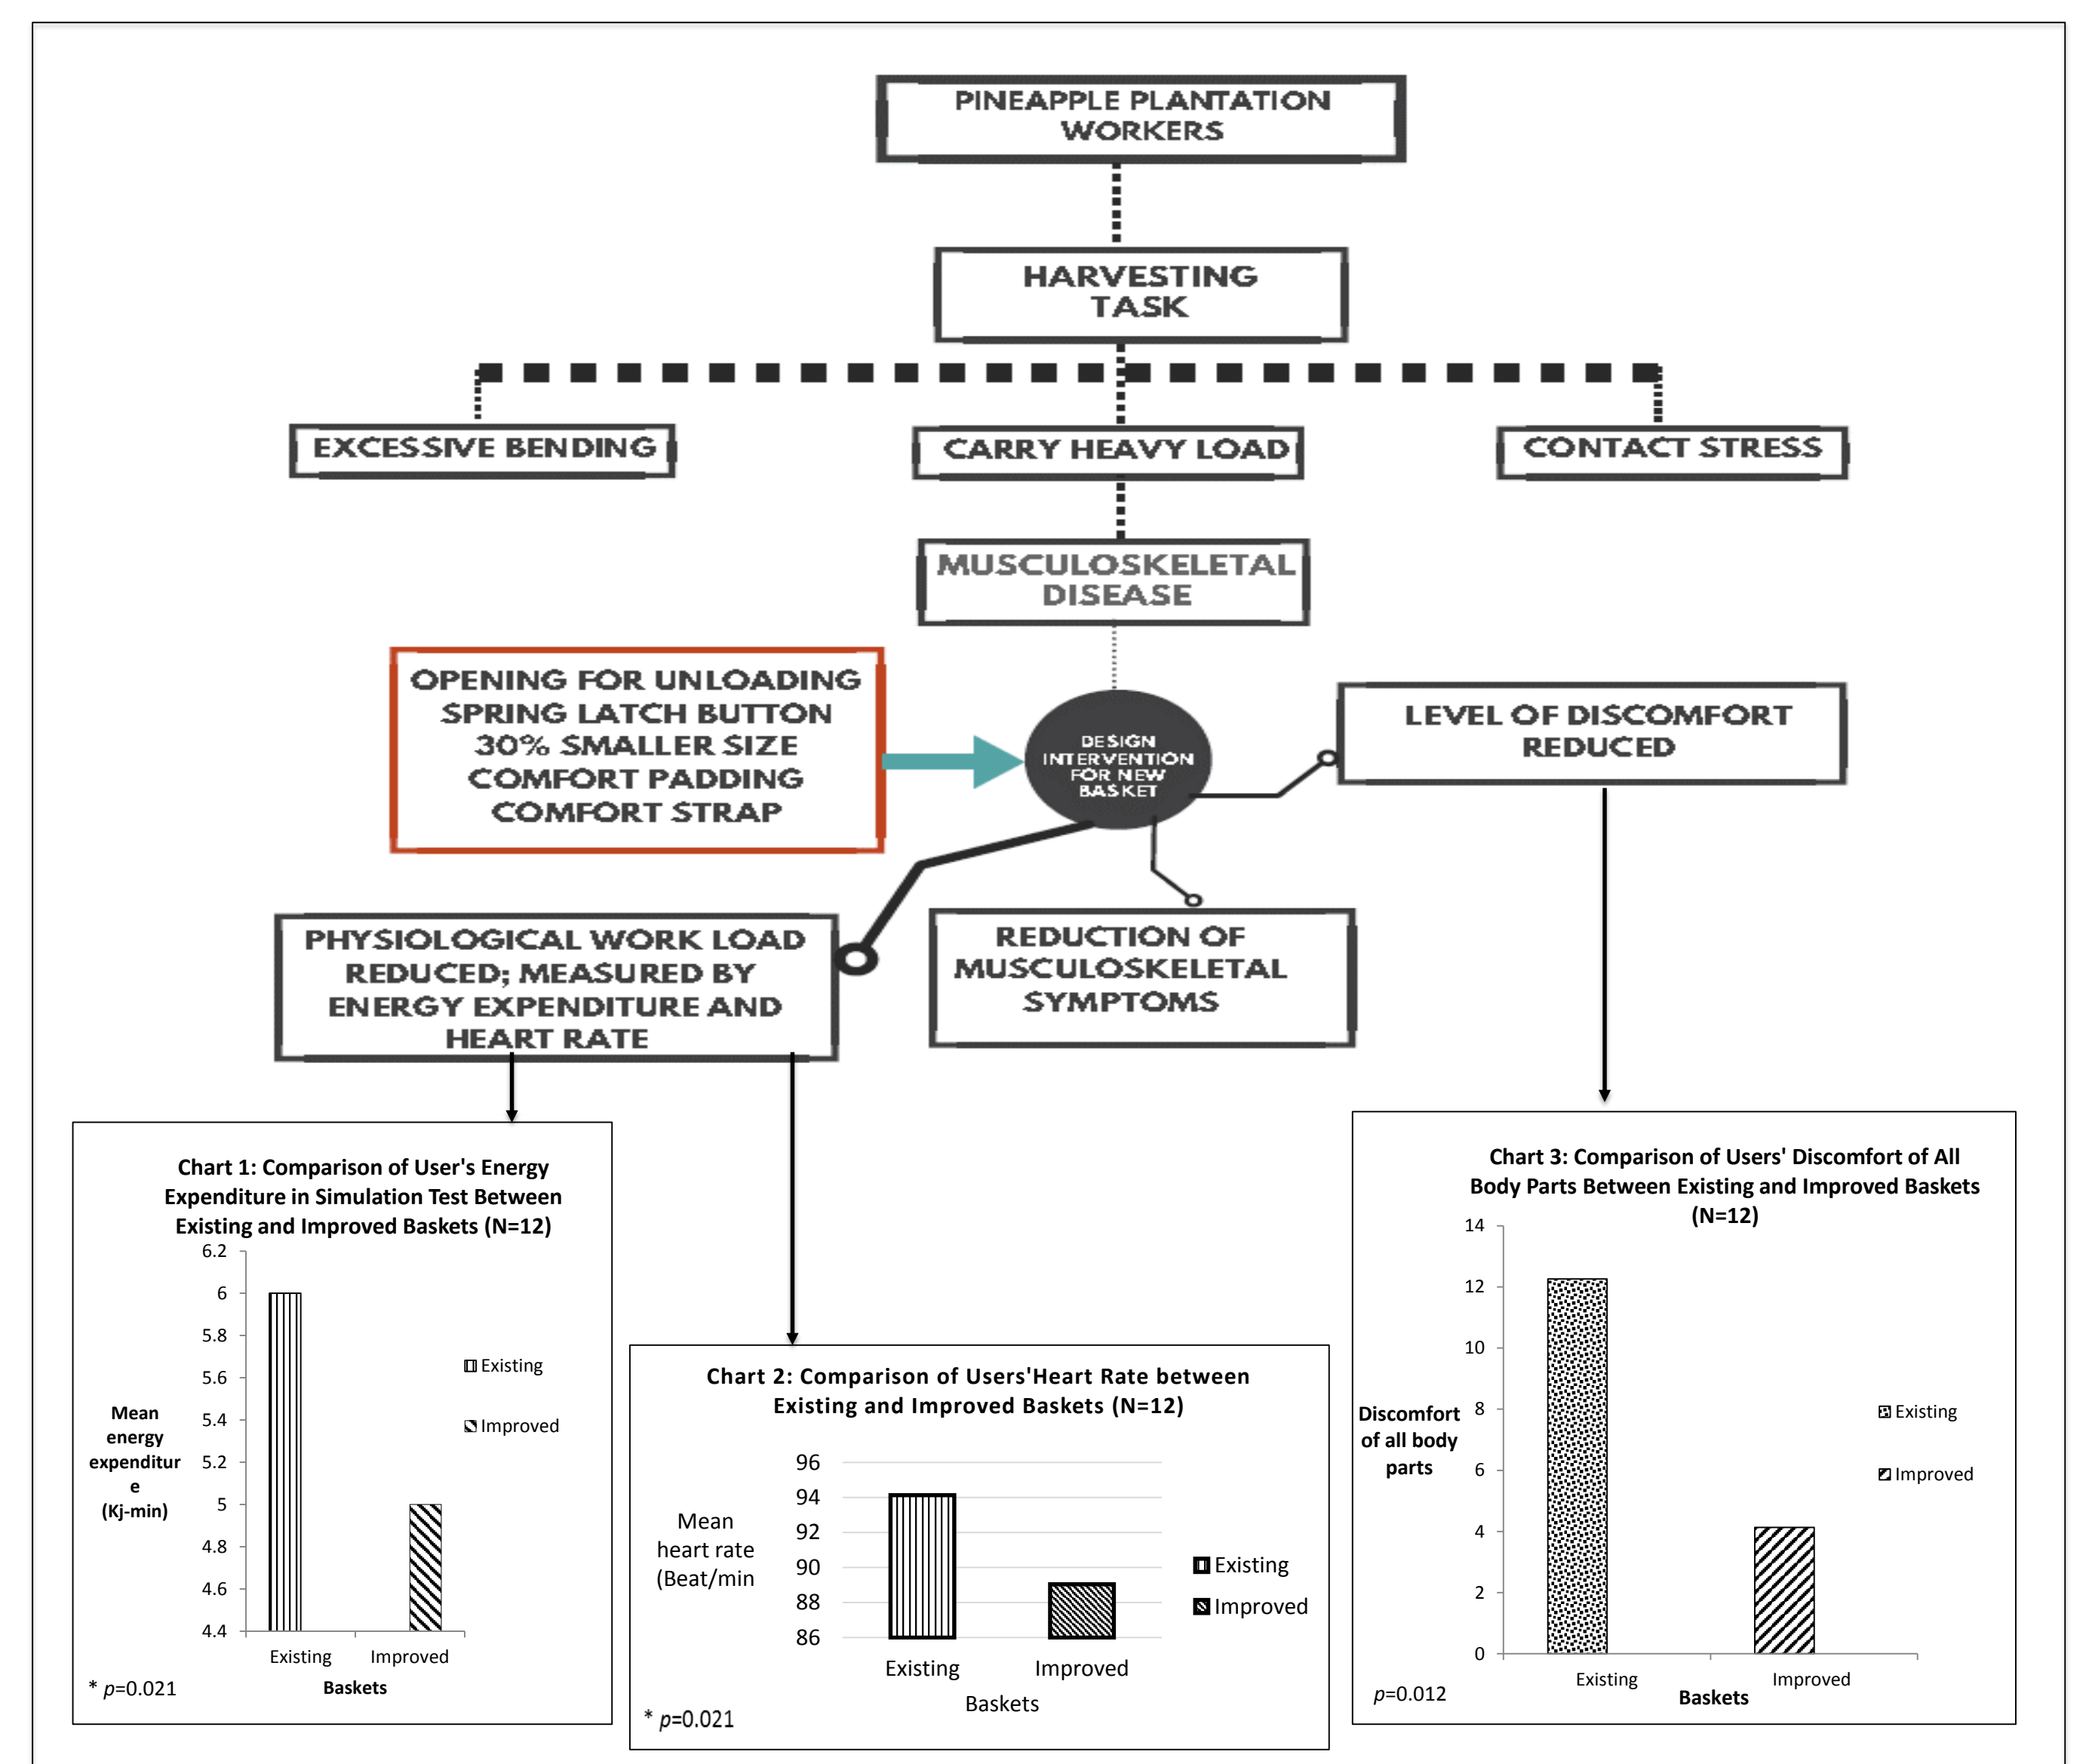 PINEAPPLE PLANTATION
WORKERS
HARVESTING
TASK
EXCESSIVE BENDING
CARRY HEAVY LOAD
CONTACT STRESS
MUSCULOSKELETAL
DISEASE
OPENING FOR UNLOADING
SPRING LATCH BUTTON
30% SMALLER SIZE
COMFORT PADDING
COMFORT STRAP
DESIGN
INTERVENTION
FOR NEW
BASKET
LEVEL OF DISCOMFORT
REDUCED
PHYSIOLOGICAL WORK LOAD
REDUCED; MEASURED BY
ENERGY EXPENDITURE AND
HEART RATE
REDUCTION OF
MUSCULOSKELETAL
SYMPTOMS
Chart 1: Comparison of User's Energy
Expenditure in Simulation Test Between
Existing and Improved Baskets (N=12)
6.2
6
5.8
5.6
5.4
5.2
5
4.8
4.6
4.4
Mean
energy
expenditur
e
(Kj-min)
Existing
Improved
Existing
Improved
Baskets
* p=0.021
Chart 2: Comparison of Users'Heart Rate between
Existing and Improved Baskets (N=12)
96
94
92
90
88
86
Mean
heart rate
(Beat/min
Existing
Improved
Existing
Improved
Baskets
* p=0.021
Chart 3: Comparison of Users' Discomfort of All
Body Parts Between Existing and Improved Baskets
(N=12)
14
12
10
8
6
4
2
0
Discomfort
of all body
parts
Existing
Improved
Existing
Improved
Baskets
p=0.012